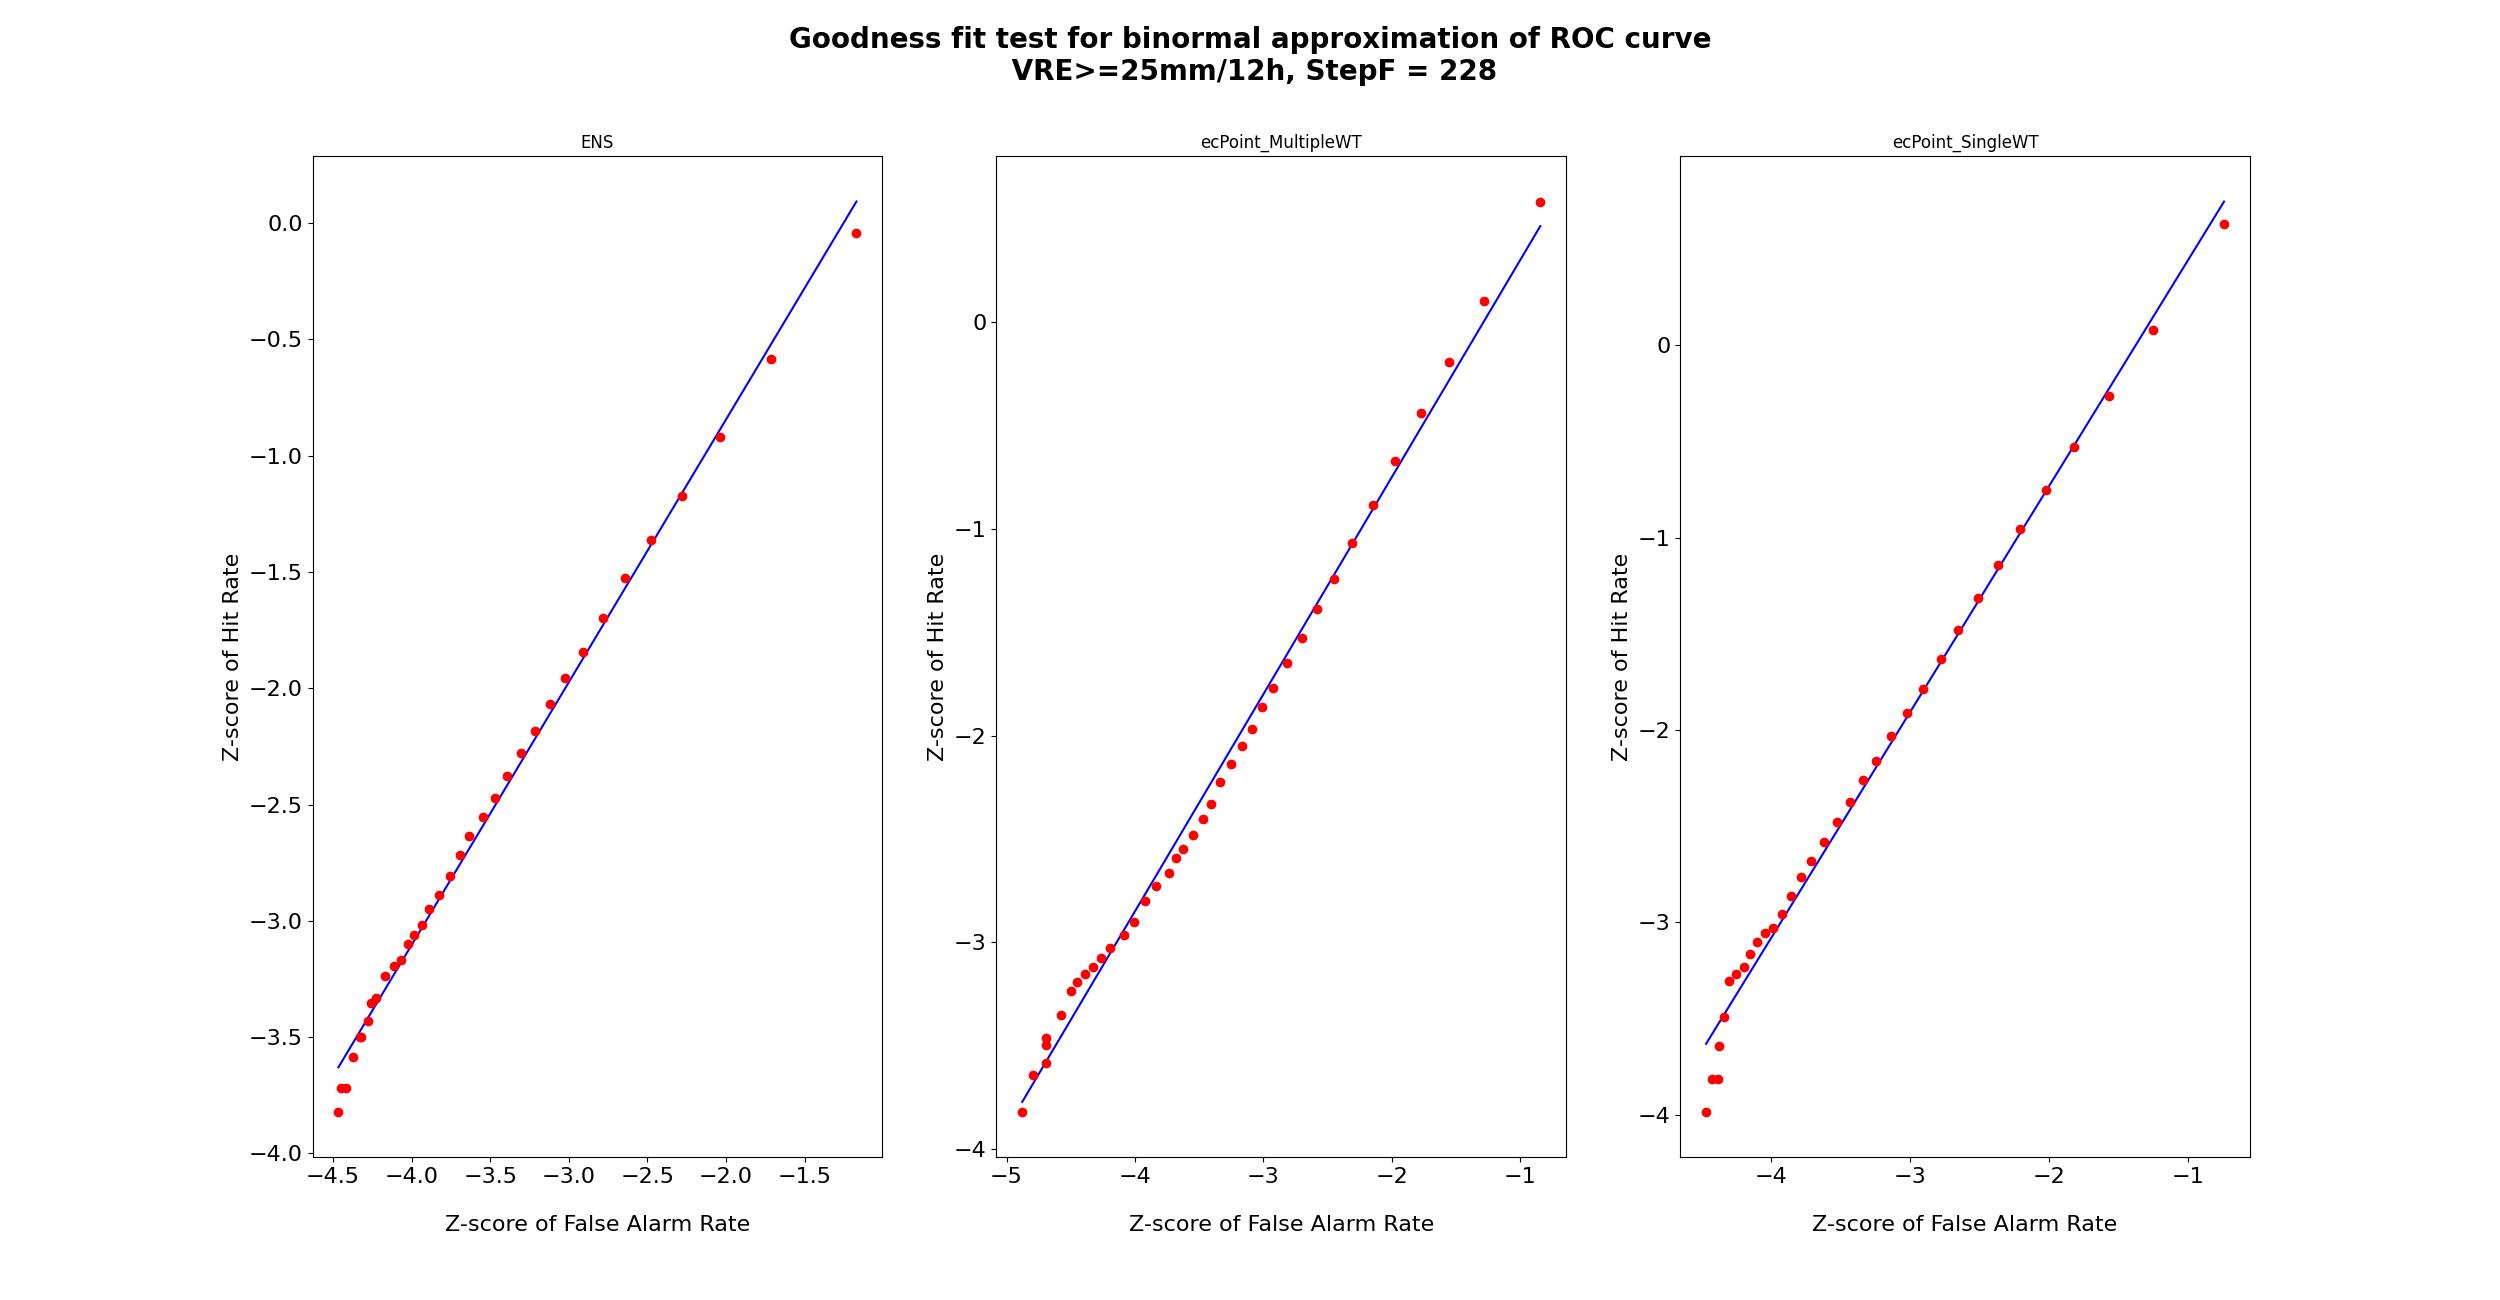 Goodness fit test for binormal approximation of ROC curve
VRE>=25mm/12h, StepF = 228
ENS
ecPoint_MultipleWT
ecPoint_SingleWT
Z-score of Hit Rate
0.0
−0.5
−1.0
−1.5
−2.0
−2.5
−3.0
−3.5
−4.0
−4.5 −4.0 −3.5 −3.0 −2.5 −2.0 −1.5
Z-score of False Alarm Rate
Z-score of Hit Rate
0
−1
−2
−3
−4
−5 −4 −3 −2 −1
Z-score of False Alarm Rate
Z-score of Hit Rate
0
−1
−2
−3
−4
−4 −3 −2 −1
Z-score of False Alarm Rate